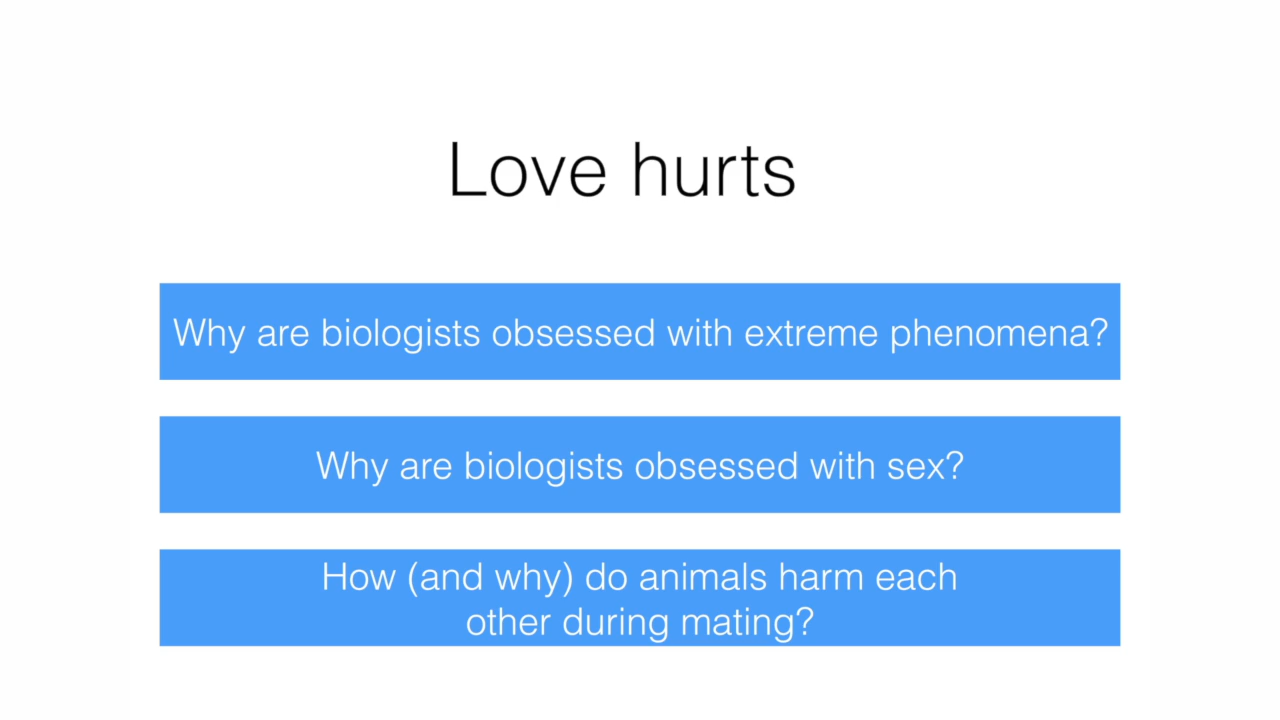 Love hurts
Why are biologists obsessed with extreme phenomena?
Why are biologists obsessed with sex?
How (and why) do animals harm each
other during mating?